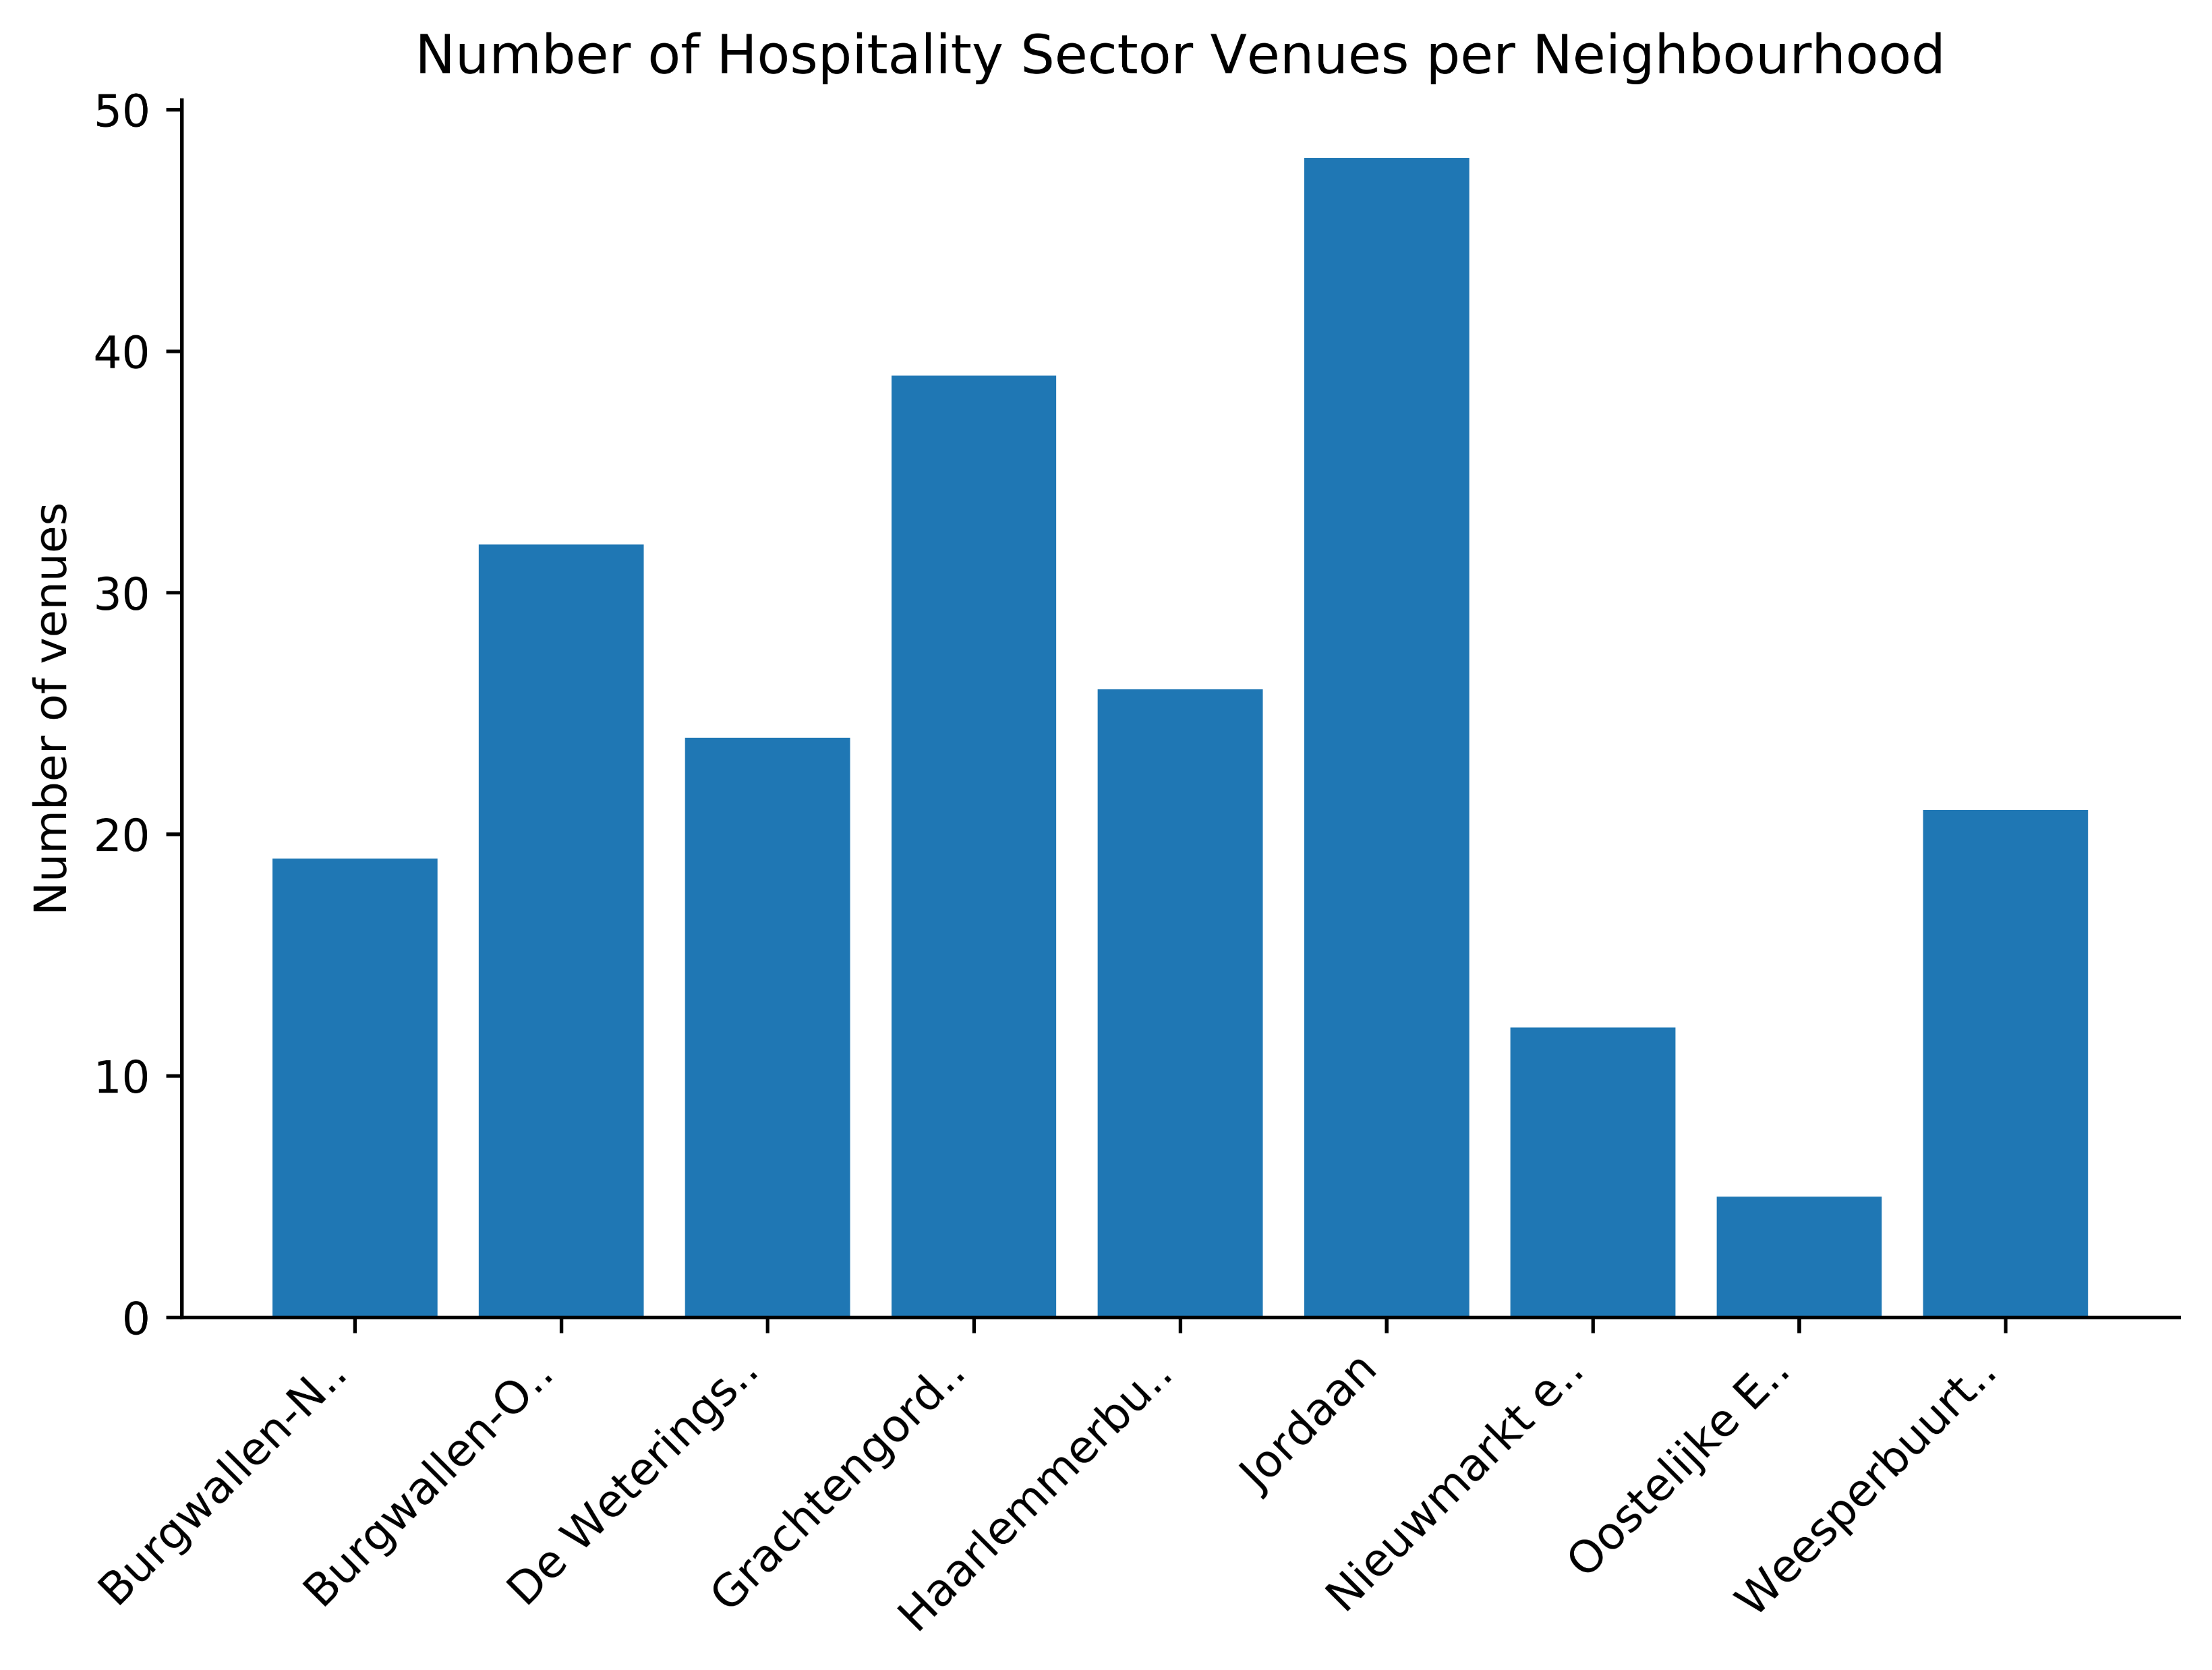 Number of Hospitality Sector Venues per Neighbourhood
Number of venues
50
40
30
20
10
0
Burgwallen-N..
Burgwallen-O..
De Weterings..
Grachtengord..
Haarlemmerbu..
Jordaan
Nieuwmarkt e..
Oostelijke E..
Weesperbuurt..